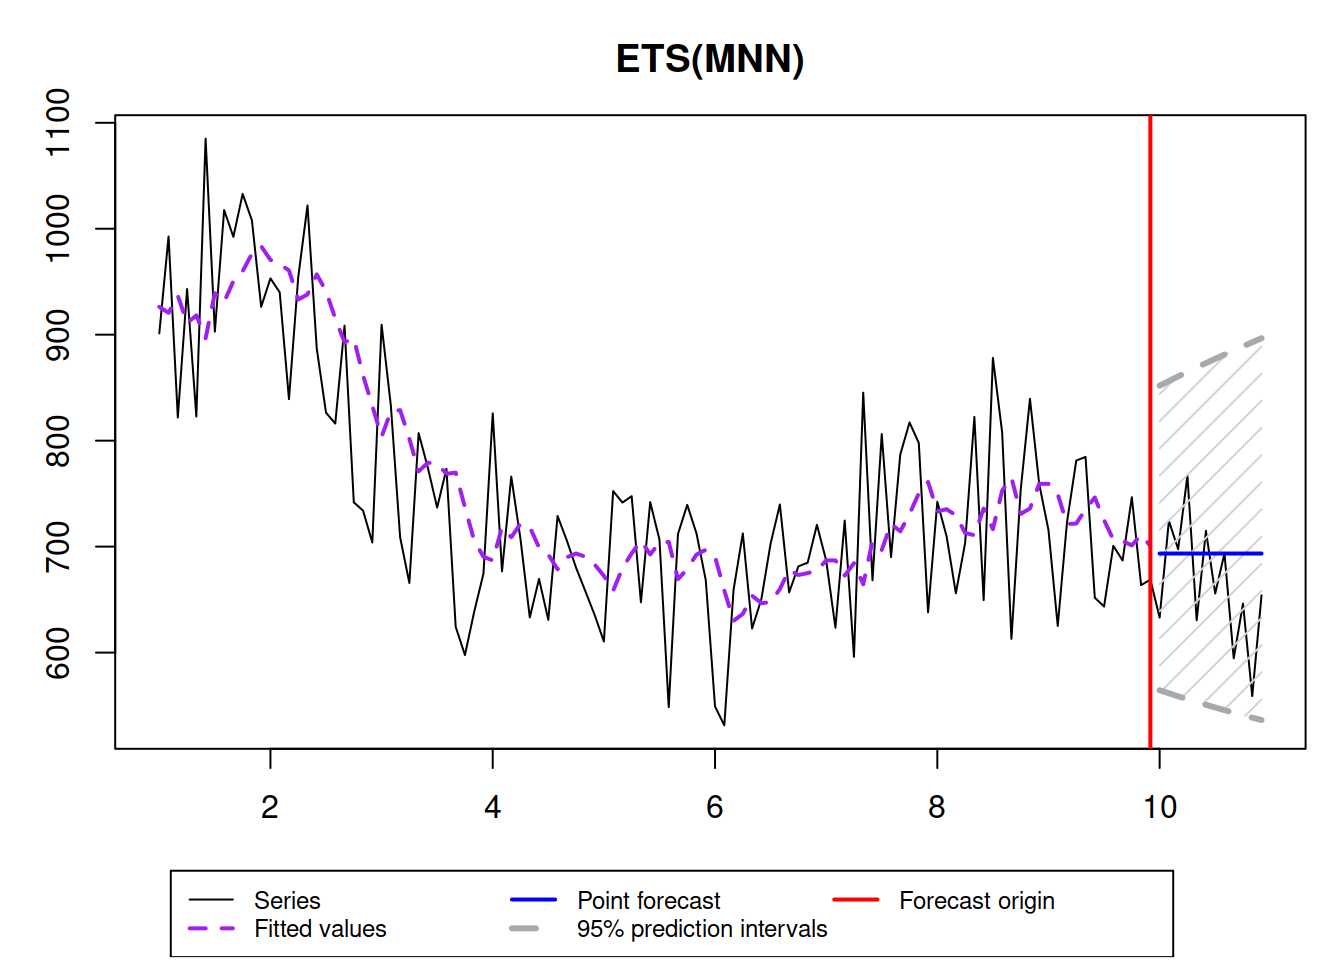 ETS(MNN)
1100
1000
900
800
700
600
2 4 6 8 10
Series Point forecast Forecast origin
Fitted values 95% prediction intervals